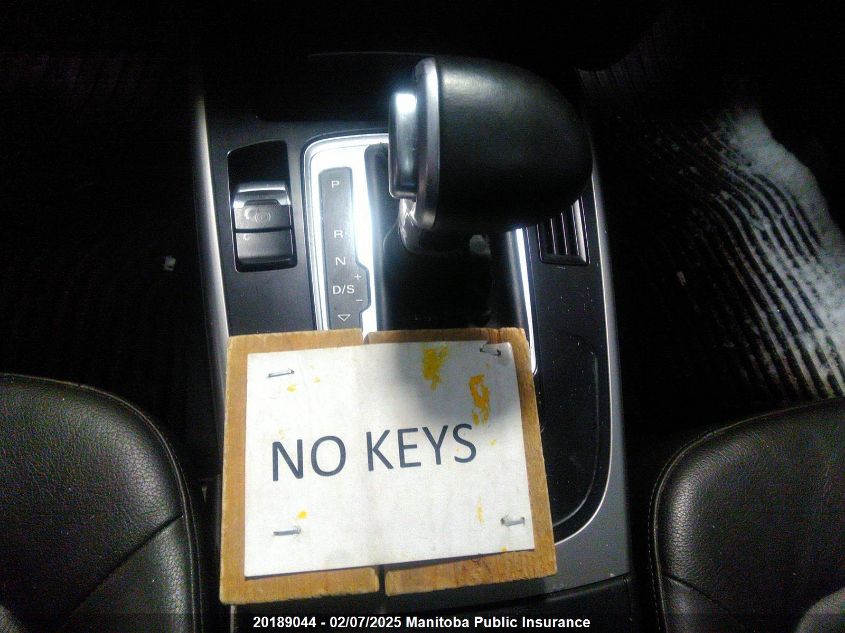 P
R
N
+
D/S
−
NO KEYS
20189044 - 02/07/2025 Manitoba Public Insurance